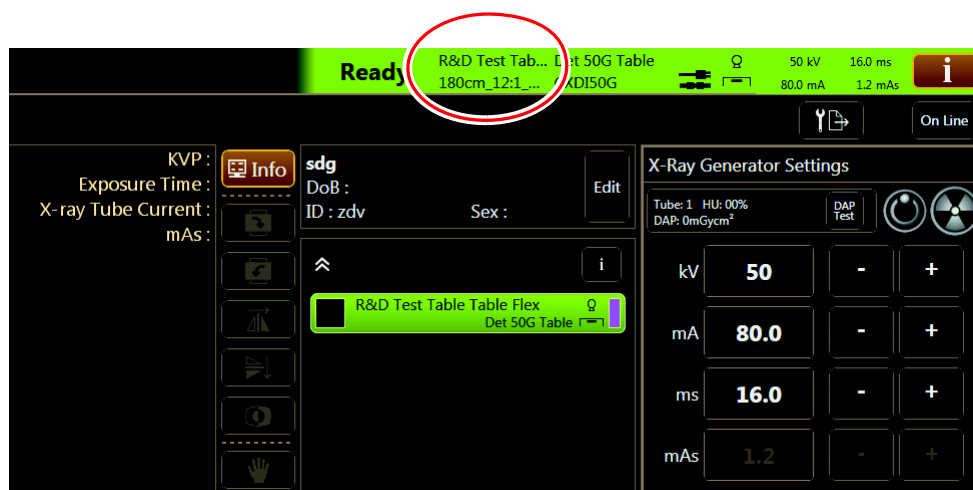 Ready
R&D Test Tab... Det 50G Table
180cm_12:1_... CXDI50G
50 kV 16.0 ms
80.0 mA 1.2 mAs
i
On Line
KVP :
Exposure Time :
X-ray Tube Current :
mAs :
Info
sdg
DoB :
ID : zdv Sex :
Edit
i
R&D Test Table Table Flex
Det 50G Table
X-Ray Generator Settings
Tube: 1 HU: 00%
DAP: 0mGycm²
DAP
Test
kV 50 - +
mA 80.0 - +
ms 16.0 - +
mAs 1.2 - +